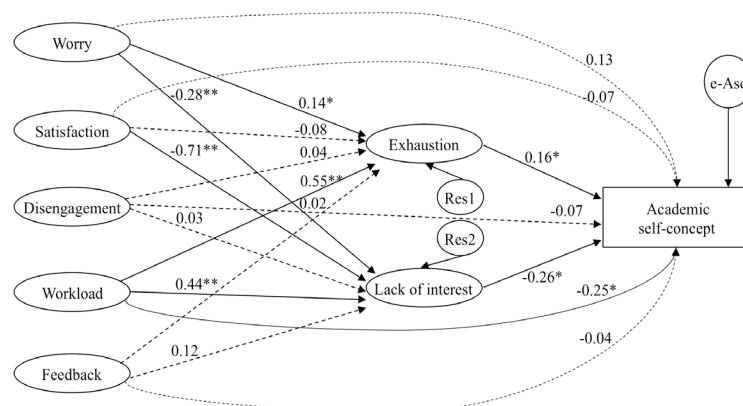 Worry
0.13
e-Asc
-0.07
-0.28**
0.14*
Satisfaction
-0.08
Exhaustion
-0.71**
0.04
0.16*
0.55**
Disengagement
0.02
Res1
-0.07
Academic
self-concept
0.03
Res2
Workload
0.44**
Lack of interest
-0.26*
-0.25*
-0.04
0.12
Feedback